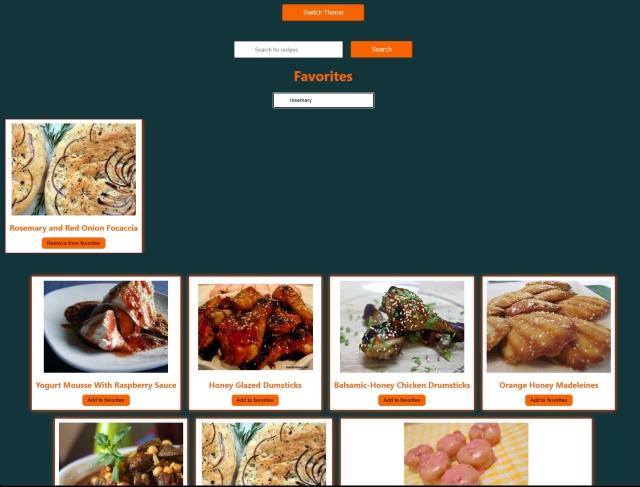 Switch Theme
Search for recipes
Search
Favorites
rosemary
Rosemary and Red Onion Focaccia
Remove from favorites
Yogurt Mousse With Raspberry Sauce
Honey Glazed Dumsticks
Balsamic-Honey Chicken Drumsticks
Orange Honey Madeleines
Add to favorites
Add to favorites
Add to favorites
Add to favorites